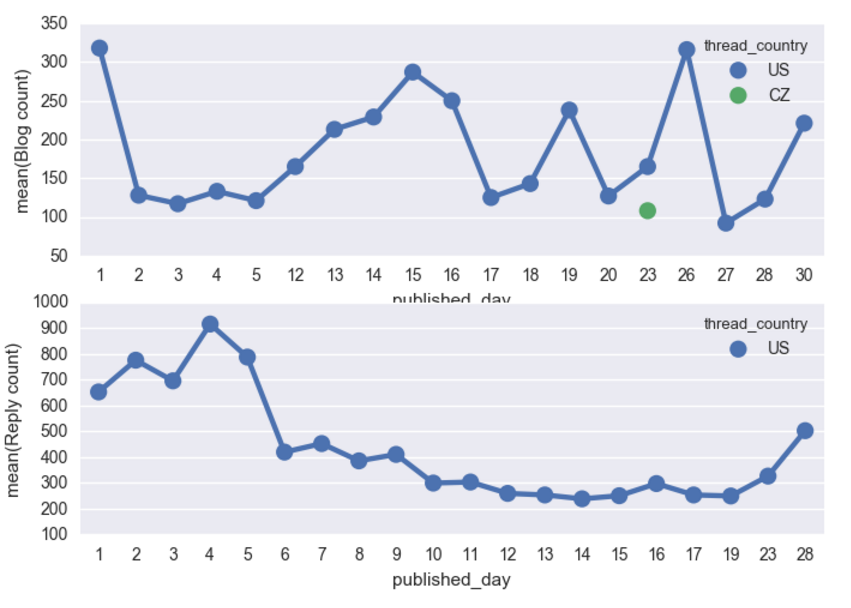 350
300
250
200
150
100
50
mean(Blog count)
thread_country
US
CZ
1 2 3 4 5 12 13 14 15 16 17 18 19 20 23 26 27 28 30
published_day
1000
900
800
700
600
500
400
300
200
100
mean(Reply count)
thread_country
US
1 2 3 4 5 6 7 8 9 10 11 12 13 14 15 16 17 19 23 28
published_day